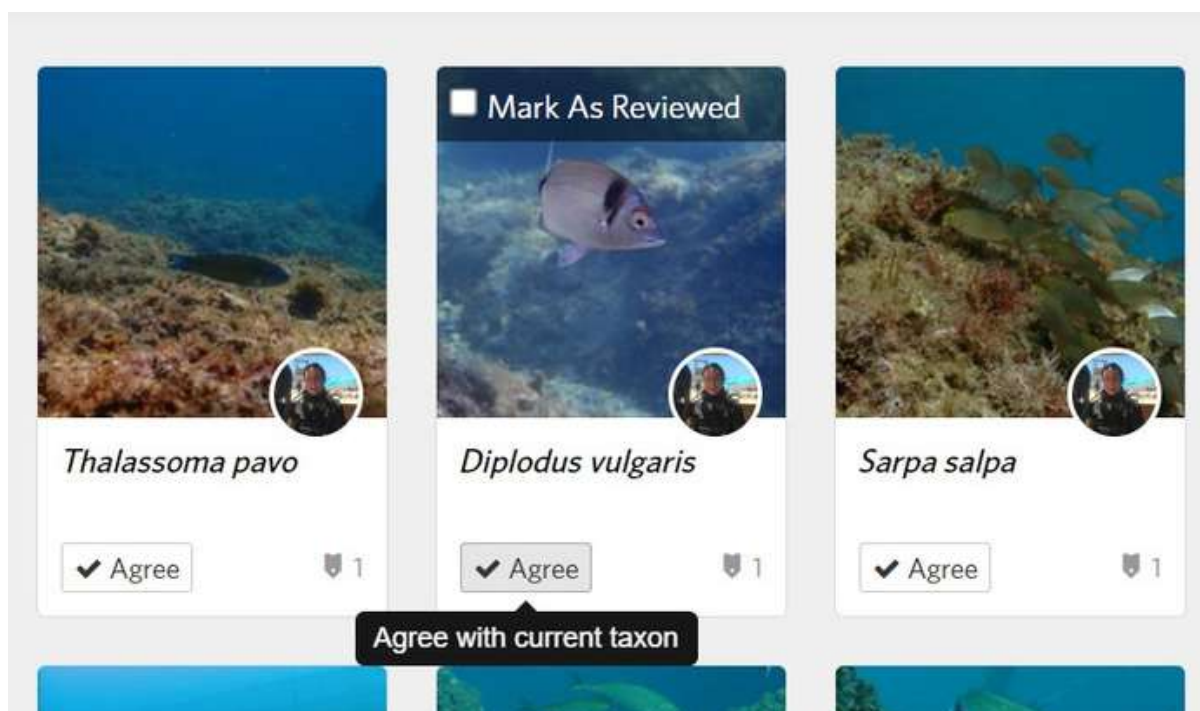 Mark As Reviewed
Thalassoma pavo
Diplodus vulgaris
Sarpa salpa
Agree
1
Agree
1
Agree
1
Agree with current taxon